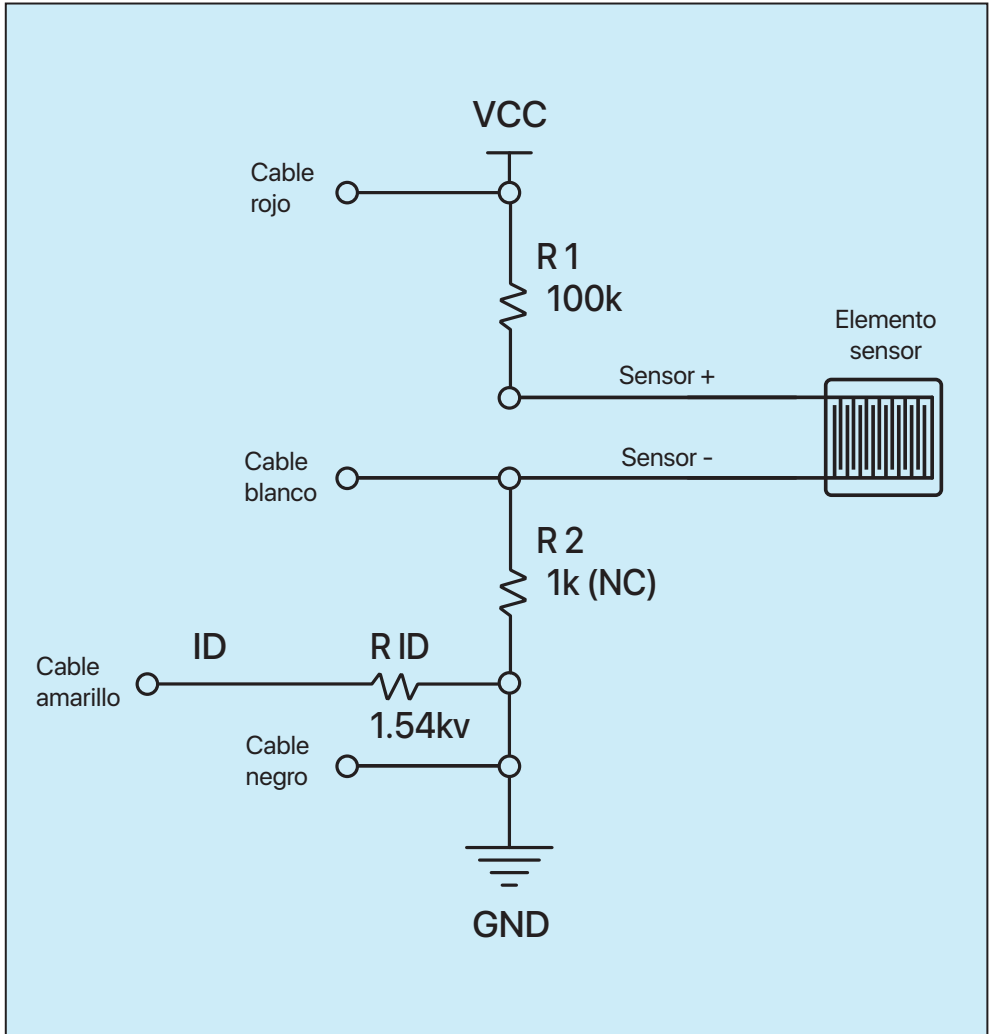 VCC
Cable
rojo
R 1
100k
Elemento
sensor
Sensor +
Cable
blanco
Sensor -
R 2
1k (NC)
ID
R ID
Cable
amarillo
1.54kv
Cable
negro
GND